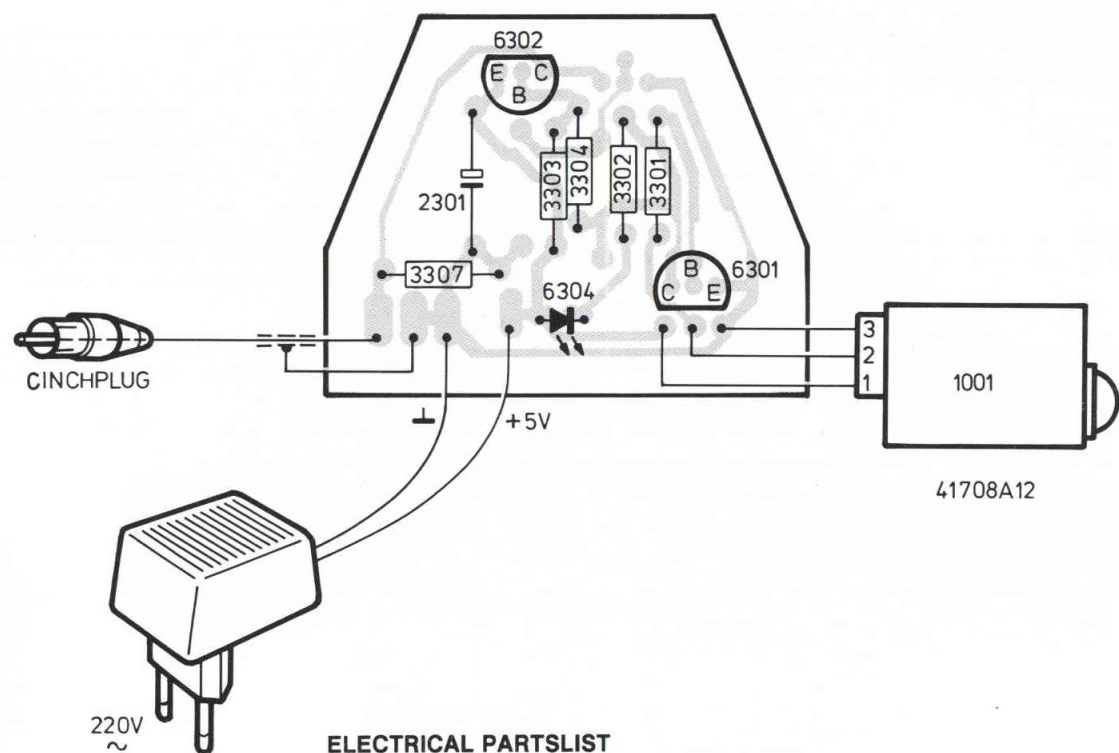 6302
E C
B
2301
3303
3304
3302
3301
3307
6304
B
C E
6301
CINCHPLUG
3
2
1
1001
+5V
41708A12
220V
~
ELECTRICAL PARTSLIST